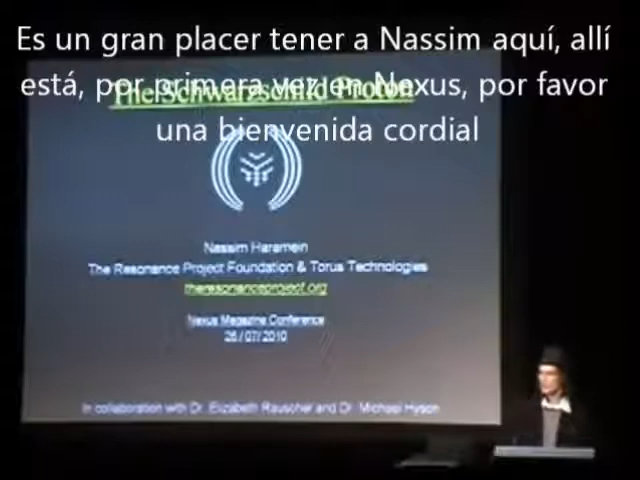 Es un gran placer tener a Nassim aquí, allí
está, por primera vez en Nexus, por favor
una bienvenida cordial
The Schwarzschild Proton
Nassim Haramein
The Resonance Project Foundation & Torus Technologies
theresonanceproject.org
Nexus Magazine Conference
26/07/2010
In collaboration with Dr. Elizabeth Rauscher and Dr. Michael Hyson